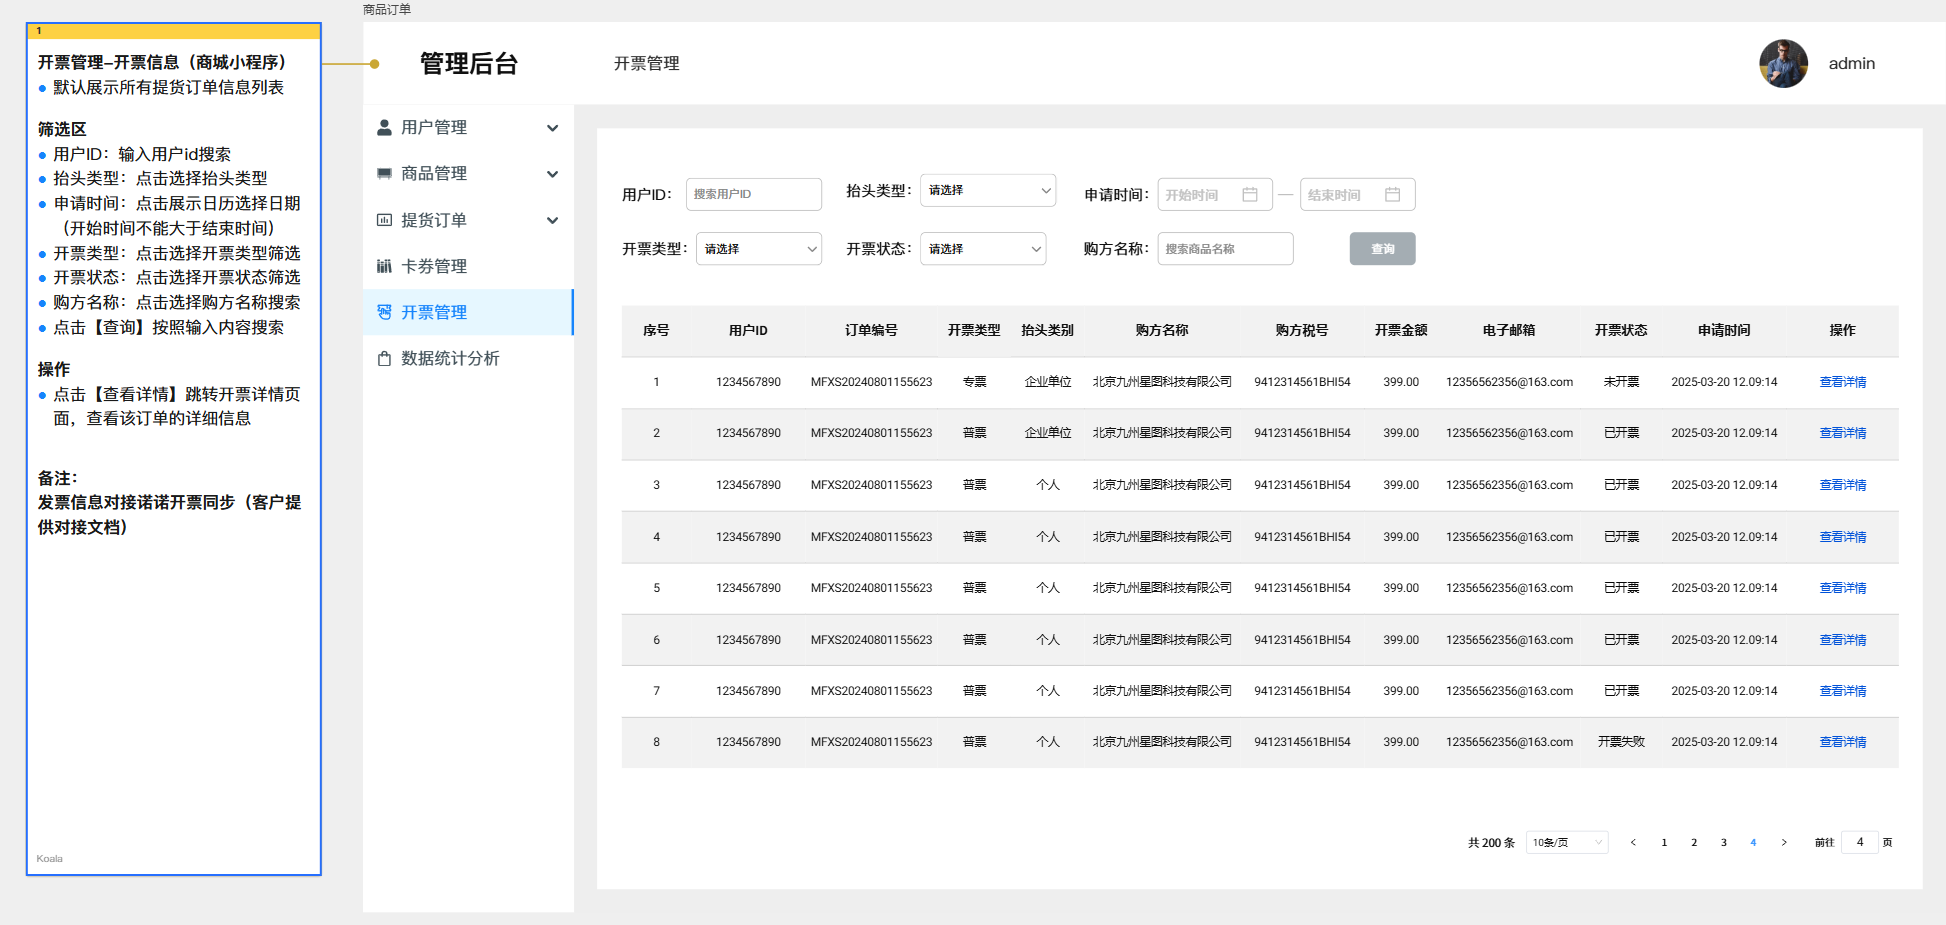 商品订单
1
开票管理–开票信息（商城小程序）
默认展示所有提货订单信息列表
筛选区
用户ID：输入用户id搜索
抬头类型：点击选择抬头类型
申请时间：点击展示日历选择日期
（开始时间不能大于结束时间）
开票类型：点击选择开票类型筛选
开票状态：点击选择开票状态筛选
购方名称：点击选择购方名称搜索
点击【查询】按照输入内容搜索
操作
点击【查看详情】跳转开票详情页
面，查看该订单的详细信息
备注：
发票信息对接诺诺开票同步（客户提
供对接文档）
Koala
管理后台
开票管理
admin
用户管理
商品管理
提货订单
卡券管理
开票管理
数据统计分析
用户ID： 搜索用户ID 抬头类型： 请选择 申请时间： 开始时间 — 结束时间
开票类型： 请选择 开票状态： 请选择 购方名称： 搜索商品名称 查询
序号 用户ID 订单编号 开票类型 抬头类别 购方名称 购方税号 开票金额 电子邮箱 开票状态 申请时间 操作
1 1234567890 MFXS20240801155623 专票 企业单位 北京九州星图科技有限公司 9412314561BHI54 399.00 12356562356@163.com 未开票 2025-03-20 12.09:14 查看详情
2 1234567890 MFXS20240801155623 普票 企业单位 北京九州星图科技有限公司 9412314561BHI54 399.00 12356562356@163.com 已开票 2025-03-20 12.09:14 查看详情
3 1234567890 MFXS20240801155623 普票 个人 北京九州星图科技有限公司 9412314561BHI54 399.00 12356562356@163.com 已开票 2025-03-20 12.09:14 查看详情
4 1234567890 MFXS20240801155623 普票 个人 北京九州星图科技有限公司 9412314561BHI54 399.00 12356562356@163.com 已开票 2025-03-20 12.09:14 查看详情
5 1234567890 MFXS20240801155623 普票 个人 北京九州星图科技有限公司 9412314561BHI54 399.00 12356562356@163.com 已开票 2025-03-20 12.09:14 查看详情
6 1234567890 MFXS20240801155623 普票 个人 北京九州星图科技有限公司 9412314561BHI54 399.00 12356562356@163.com 已开票 2025-03-20 12.09:14 查看详情
7 1234567890 MFXS20240801155623 普票 个人 北京九州星图科技有限公司 9412314561BHI54 399.00 12356562356@163.com 已开票 2025-03-20 12.09:14 查看详情
8 1234567890 MFXS20240801155623 普票 个人 北京九州星图科技有限公司 9412314561BHI54 399.00 12356562356@163.com 开票失败 2025-03-20 12.09:14 查看详情
共 200 条 10条/页 < 1 2 3 4 > 前往 4 页